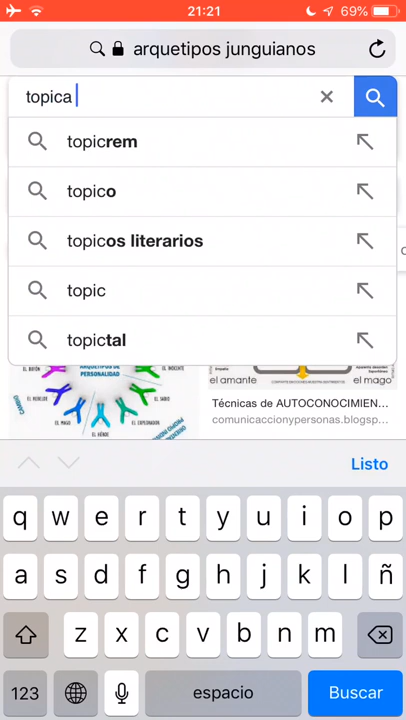 21:21
69%
arquetipos junguianos
topica
topicrem
topico
topicos literarios
topic
topictal
ARQUETIPOS DE
PERSONALIDAD
EL BUFÓN
EL INOCENTE
EL SABIO
EL MAGO
EL HÉROE
EL EXPLORADOR
el amante
el mago
Técnicas de AUTOCONOCIMIEN...
comunicaccionypersonas.blogsp...
Listo
q w e r t y u i o p
a s d f g h j k l ñ
z x c v b n m
123
espacio
Buscar